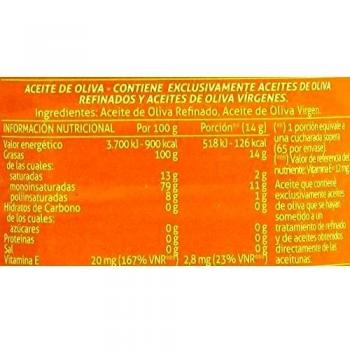 ACEITE DE OLIVA - CONTIENE EXCLUSIVAMENTE ACEITES DE OLIVA
REFINADOS Y ACEITES DE OLIVA VÍRGENES.
Ingredientes: Aceite de Oliva Refinado, Aceite de Oliva Virgen.
INFORMACIÓN NUTRICIONAL Por 100 g Porción(*) (14 g)
Valor energético 3.700 kJ - 900 kcal 518 kJ - 126 kcal
Grasas 100 g 14 g
de las cuales:
saturadas 13 g 2 g
monoinsaturadas 79 g 11 g
poliinsaturadas 8 g 1 g
Hidratos de Carbono 0 g 0 g
de los cuales:
azúcares 0 g 0 g
Proteínas 0 g 0 g
Sal 0 g 0 g
Vitamina E 20 mg (167% VNR(**)) 2,8 mg (23% VNR(**))
(*) 1 porción equivale a
una cucharada sopera
(65 por envase).
(**) Valor de referencia del
nutriente: Vitamina E=12 mg
Aceite que contiene
exclusivamente aceites
de oliva que se hayan
sometido a un
tratamiento de refinado
y de aceites obtenidos
directamente de las
aceitunas.